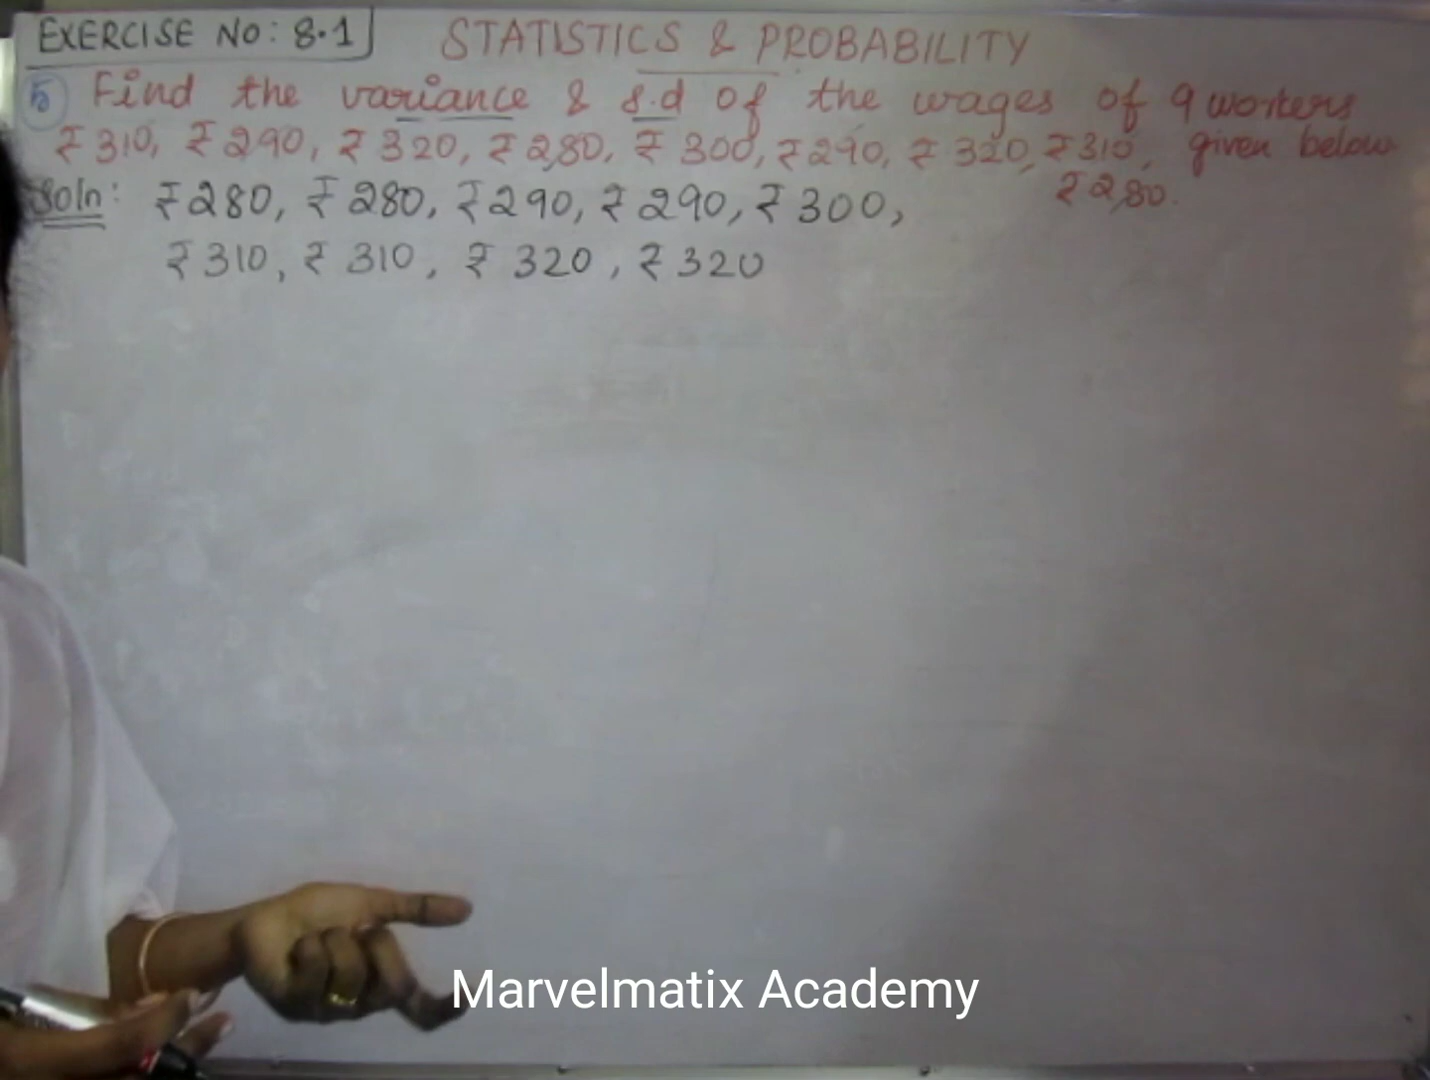 EXERCISE NO: 8.1
STATISTICS & PROBABILITY
5 Find the variance & s.d of the wages of 9 workers
₹310, ₹290, ₹320, ₹280, ₹300, ₹290, ₹320, ₹310, given below
₹280.
Soln: ₹280, ₹280, ₹290, ₹290, ₹300,
₹310, ₹310, ₹320, ₹320
Marvelmatix Academy